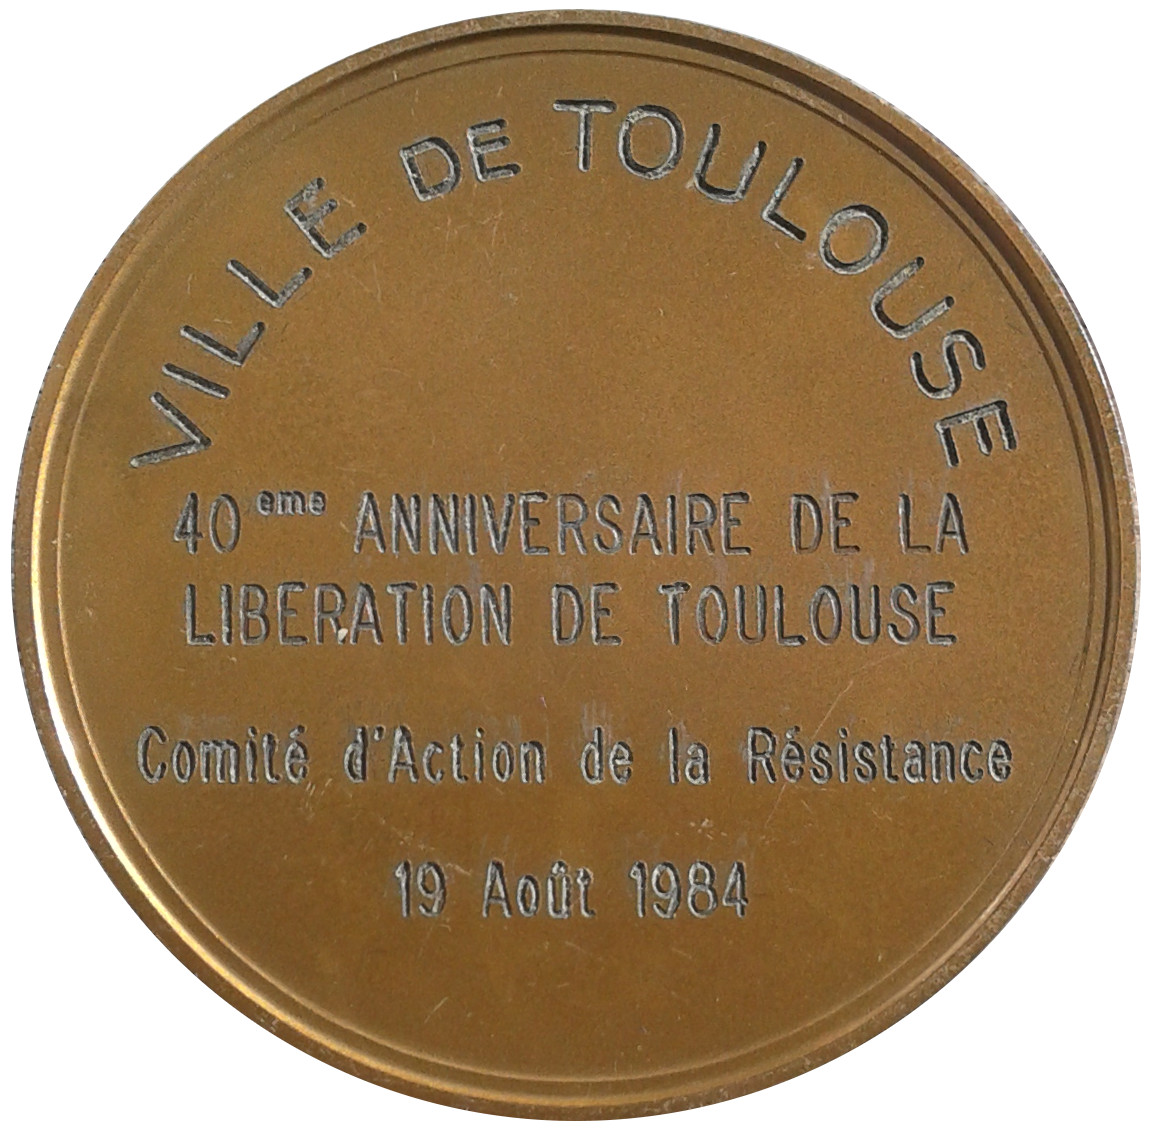 VILLE DE TOULOUSE
40eme ANNIVERSAIRE DE LA
LIBERATION DE TOULOUSE
Comité d'Action de la Résistance
19 Août 1984